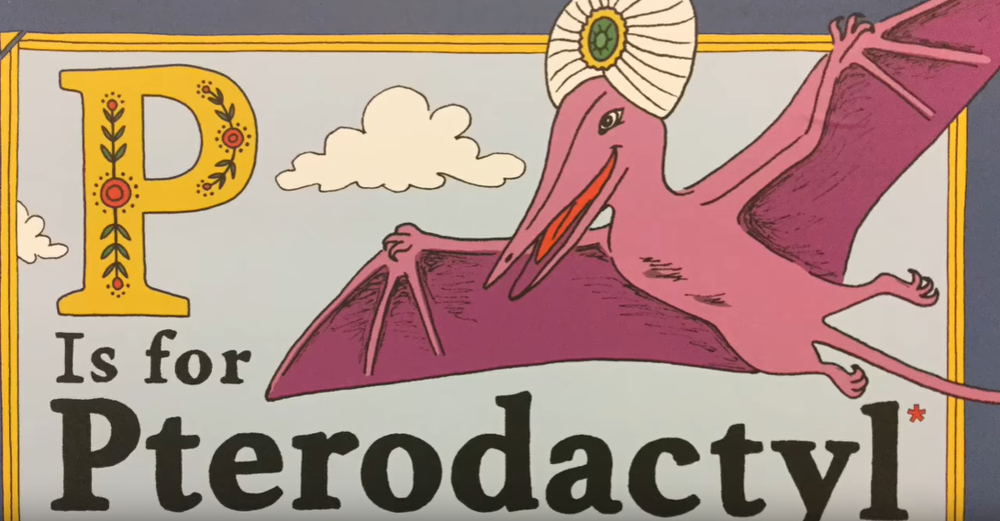 P
Is for
Pterodactyl*